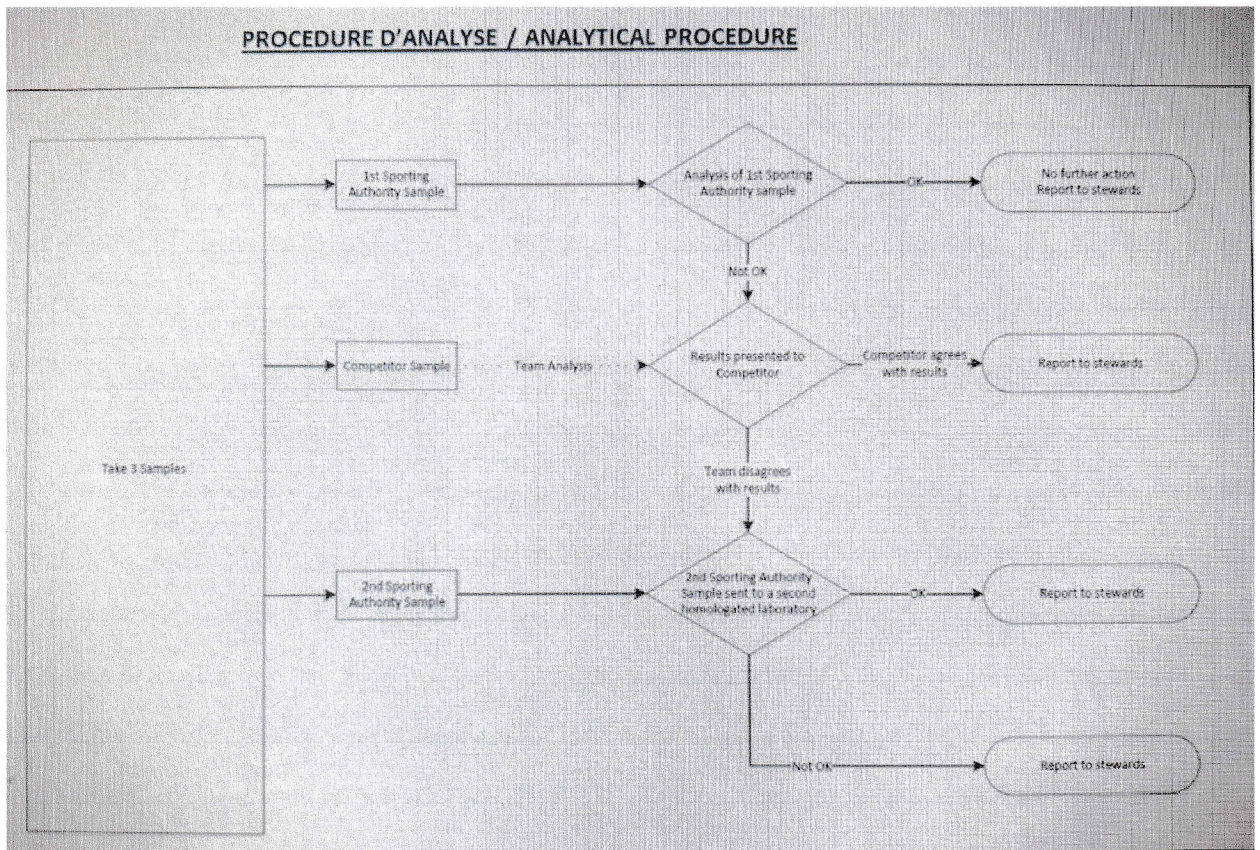 PROCEDURE D'ANALYSE / ANALYTICAL PROCEDURE
1st Sporting
Authority Sample
Analysis of 1st Sporting
Authority sample
OK
No further action
Report to stewards
Not OK
Competitor Sample
Team Analysis
Results presented to
Competitor
Competitor agrees
with results
Report to stewards
Take 3 Samples
Team disagrees
with results
2nd Sporting
Authority Sample
2nd Sporting Authority
Sample sent to a second
homologated laboratory
OK
Report to stewards
Not OK
Report to stewards